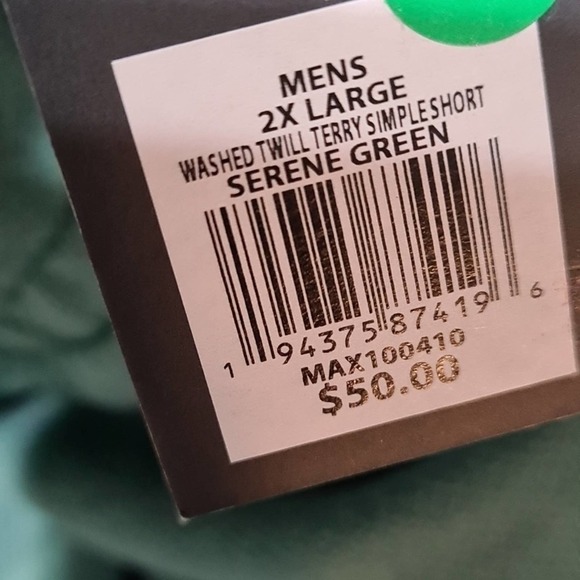 MENS
2X LARGE
WASHED TWILL TERRY SIMPLE SHORT
SERENE GREEN
1 94375 87419 6
MAX100410
$50.00